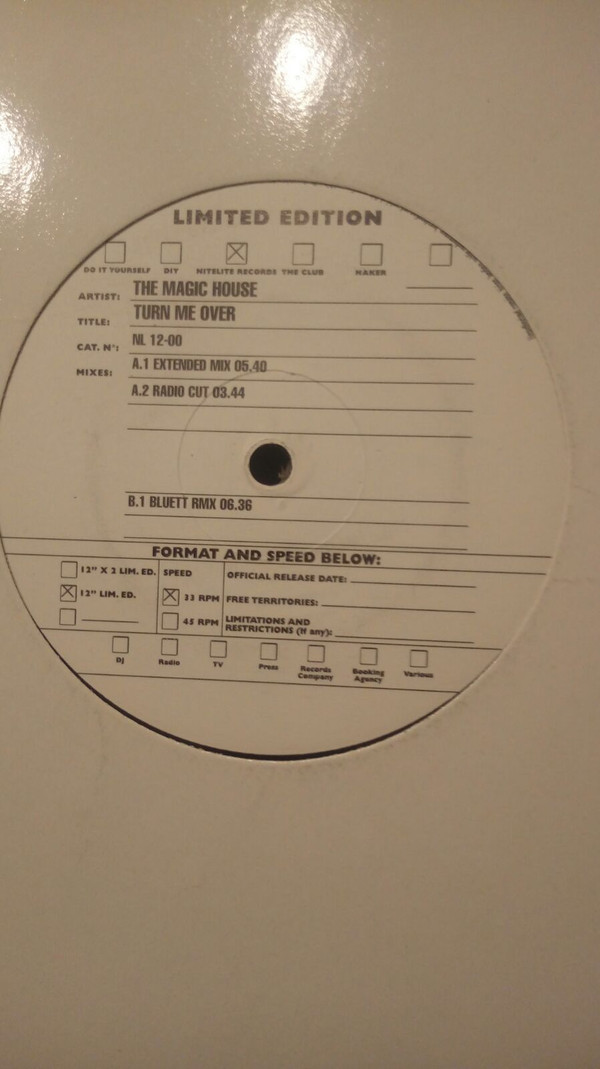 LIMITED EDITION
DO IT YOURSELF DIY NITELITE RECORDS THE CLUB MAKER
ARTIST: THE MAGIC HOUSE
TITLE: TURN ME OVER
CAT. N°: NL 12-00
MIXES: A.1 EXTENDED MIX 05.40
A.2 RADIO CUT 03.44
B.1 BLUETT RMX 06.36
FORMAT AND SPEED BELOW:
12" X 2 LIM. ED. SPEED OFFICIAL RELEASE DATE:
12" LIM. ED. 33 RPM FREE TERRITORIES:
45 RPM LIMITATIONS AND
RESTRICTIONS (if any):
DJ Radio TV Press Records Booking Various
Company Agency